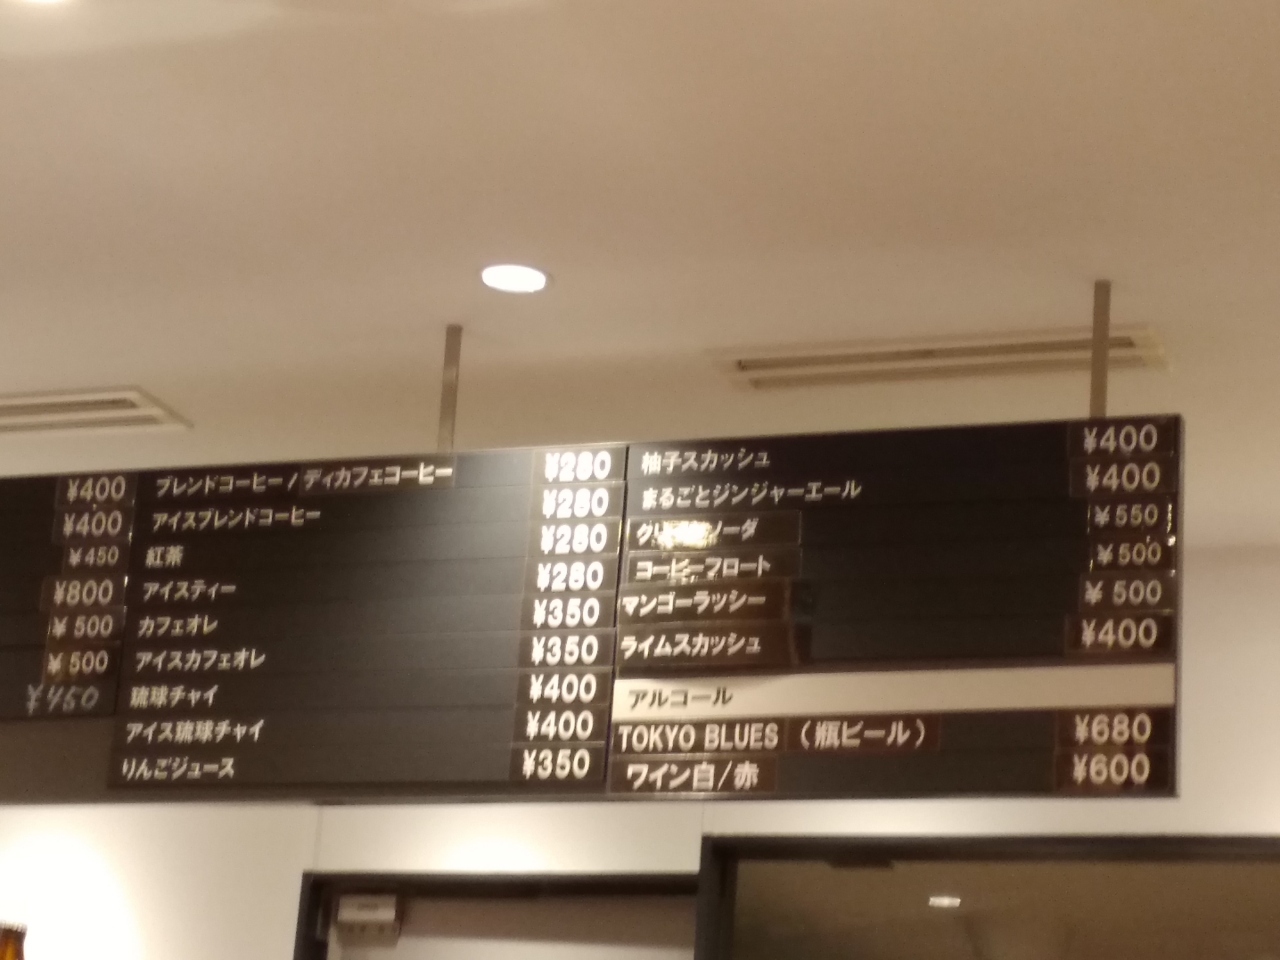 ¥400
¥400
¥450
¥800
¥500
¥500
¥450
ブレンドコーヒー / ディカフェコーヒー ¥280
アイスブレンドコーヒー ¥280
紅茶 ¥280
アイスティー ¥280
カフェオレ ¥350
アイスカフェオレ ¥350
琉球チャイ ¥400
アイス琉球チャイ ¥400
りんごジュース ¥350
柚子スカッシュ ¥400
まるごとジンジャーエール ¥400
ソーダ ¥550
コーヒーフロート ¥500
マンゴーラッシー ¥500
ライムスカッシュ ¥400
アルコール
TOKYO BLUES （瓶ビール） ¥680
ワイン白/赤 ¥600